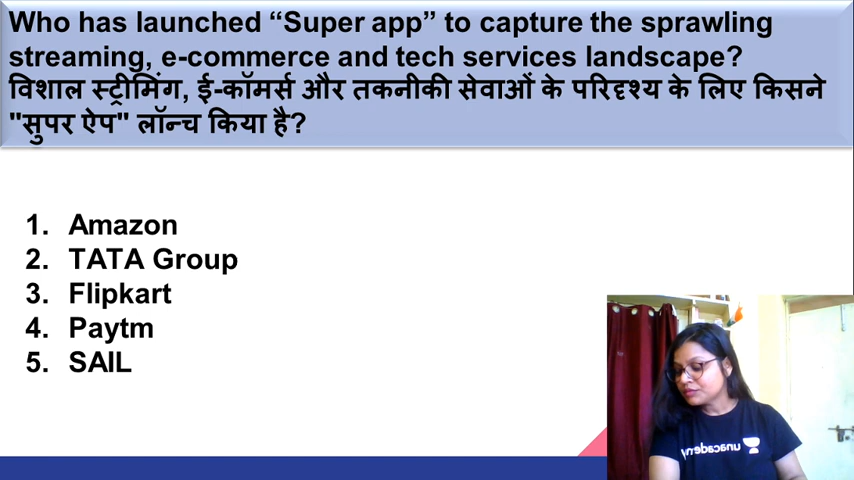 Who has launched “Super app” to capture the sprawling
streaming, e-commerce and tech services landscape?
विशाल स्ट्रीमिंग, ई-कॉमर्स और तकनीकी सेवाओं के परिदृश्य के लिए किसने
"सुपर ऐप" लॉन्च किया है?
1. Amazon
2. TATA Group
3. Flipkart
4. Paytm
5. SAIL
unacademy